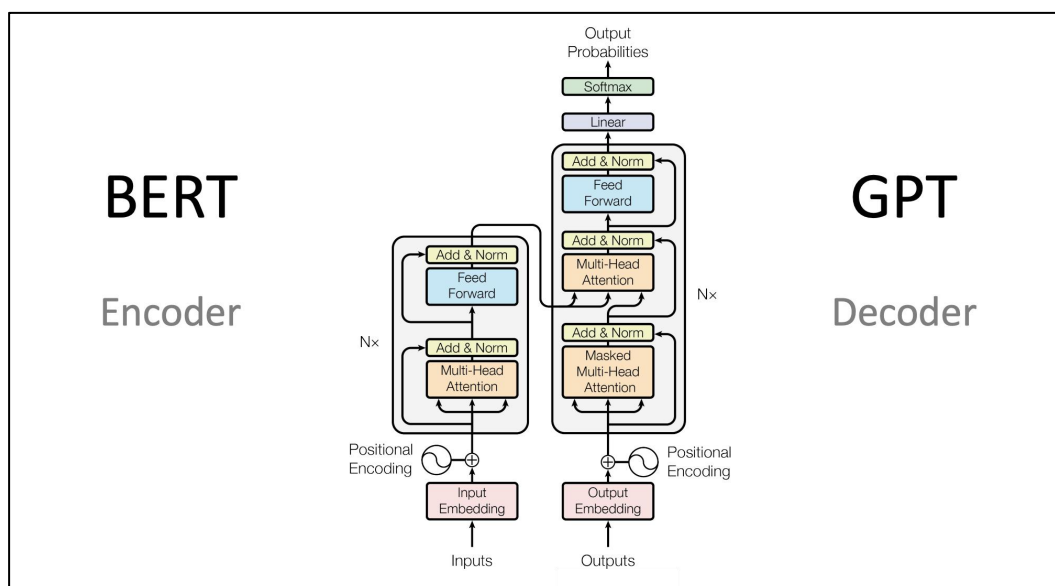 BERT
Encoder
Output
Probabilities
Softmax
Linear
Add & Norm
Feed
Forward
Add & Norm
Multi-Head
Attention
Add & Norm
Masked
Multi-Head
Attention
Nx
Add & Norm
Feed
Forward
Add & Norm
Multi-Head
Attention
Nx
Positional
Encoding
Positional
Encoding
Input
Embedding
Output
Embedding
Inputs
Outputs
GPT
Decoder